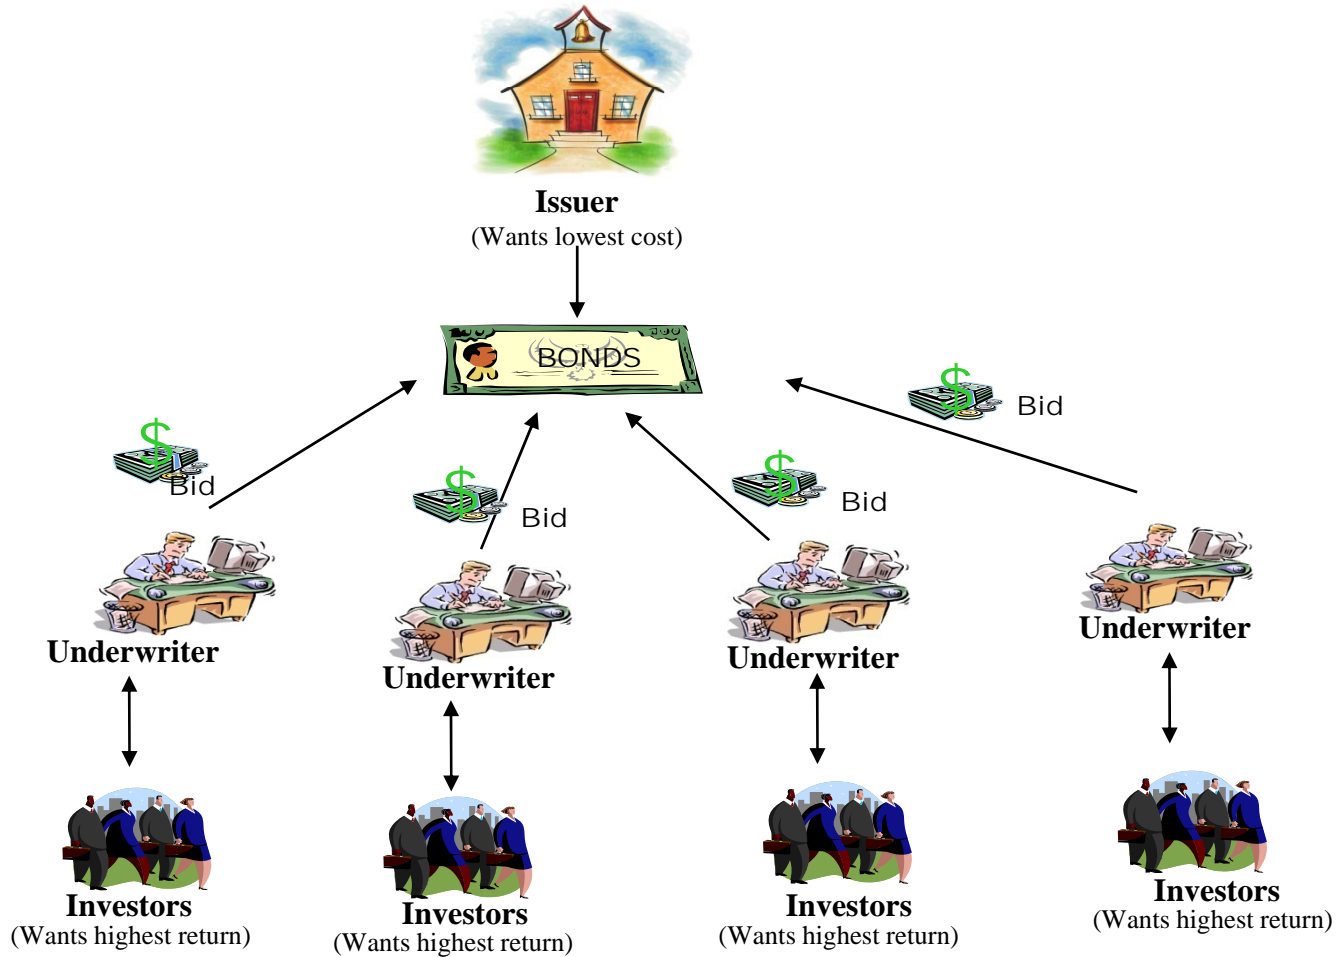 Issuer
(Wants lowest cost)
BONDS
$
Bid
$
Bid
$
Bid
$
Bid
Underwriter
Underwriter
Underwriter
Underwriter
Investors
(Wants highest return)
Investors
(Wants highest return)
Investors
(Wants highest return)
Investors
(Wants highest return)